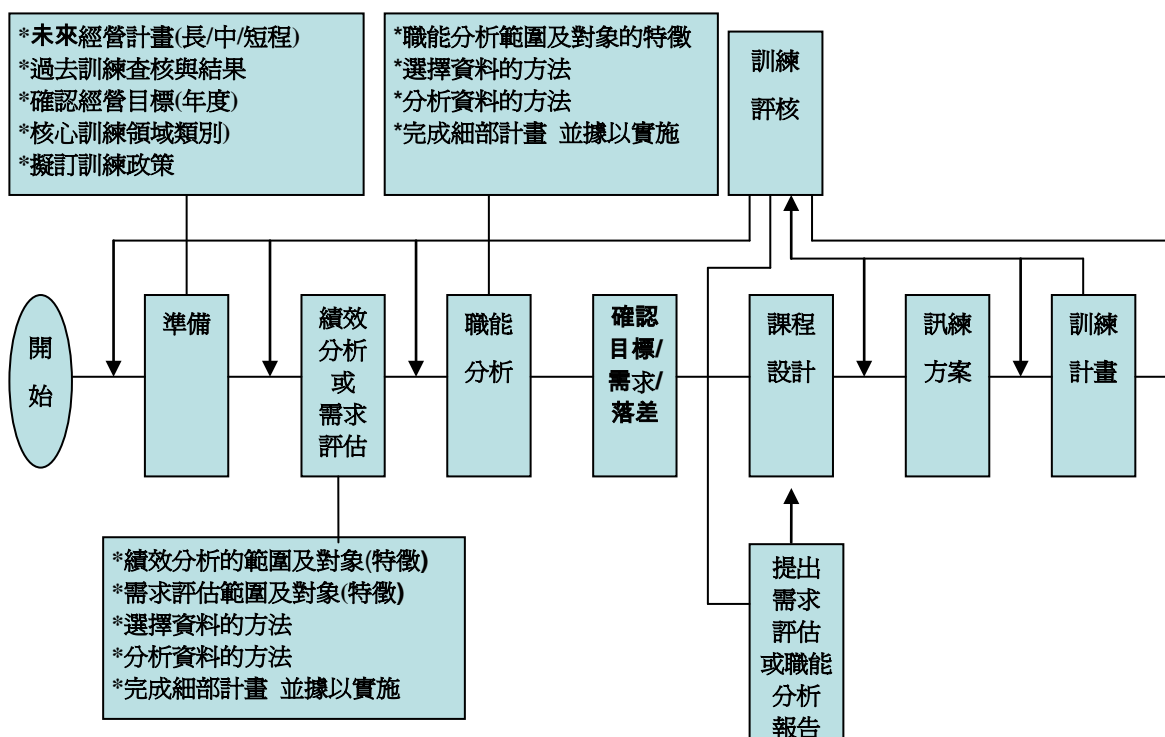 *未來經營計畫(長/中/短程)
*過去訓練查核與結果
*確認經營目標(年度)
*核心訓練領域類別)
*擬訂訓練政策
*職能分析範圍及對象的特徵
*選擇資料的方法
*分析資料的方法
*完成細部計畫 並據以實施
訓練
評核
開
始
準備
績效
分析
或
需求
評估
職能
分析
確認
目標/
需求/
落差
課程
設計
訊練
方案
訓練
計畫
*績效分析的範圍及對象(特徵)
*需求評估範圍及對象(特徵)
*選擇資料的方法
*分析資料的方法
*完成細部計畫 並據以實施
提出
需求
評估
或職能
分析
報告